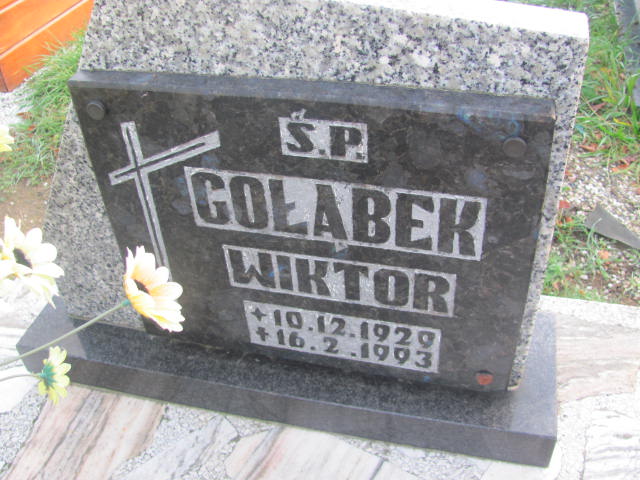 Ś.P.
GOŁĄBEK
WIKTOR
+10.12.1929
+16.2.1993